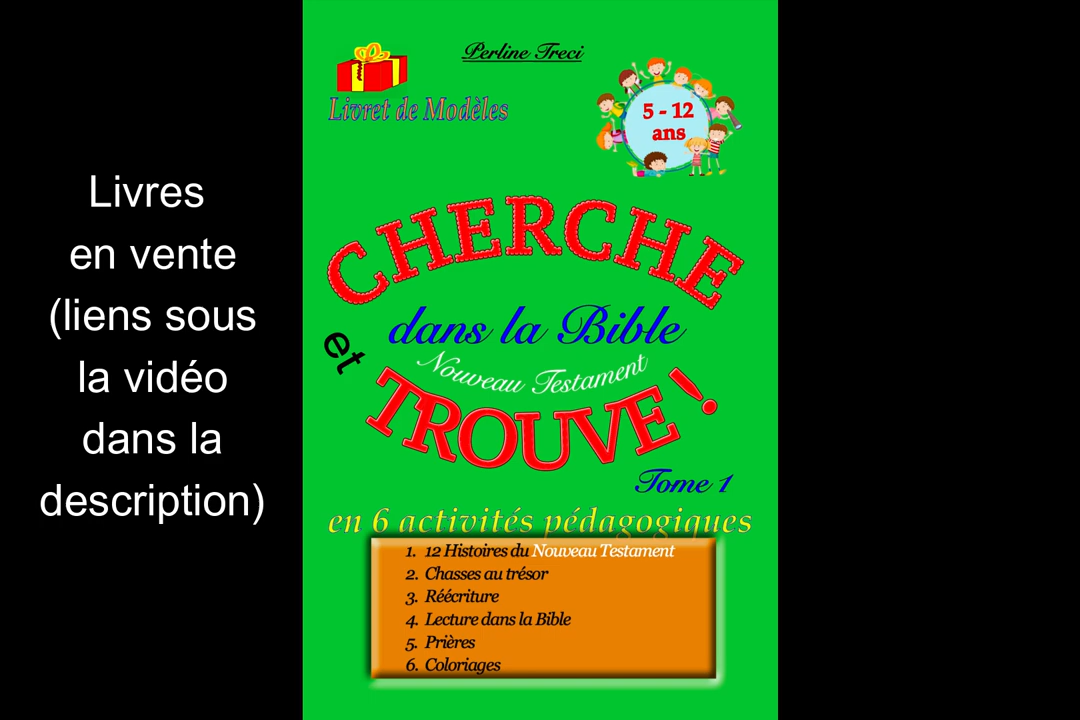 Livres
en vente
(liens sous
la vidéo
dans la
description)
Perline Treci
Livret de Modèles
5 - 12
ans
CHERCHE
dans la Bible
et
Nouveau Testament
TROUVE !
Tome 1
en 6 activités pédagogiques
1. 12 Histoires du Nouveau Testament
2. Chasses au trésor
3. Réécriture
4. Lecture dans la Bible
5. Prières
6. Coloriages